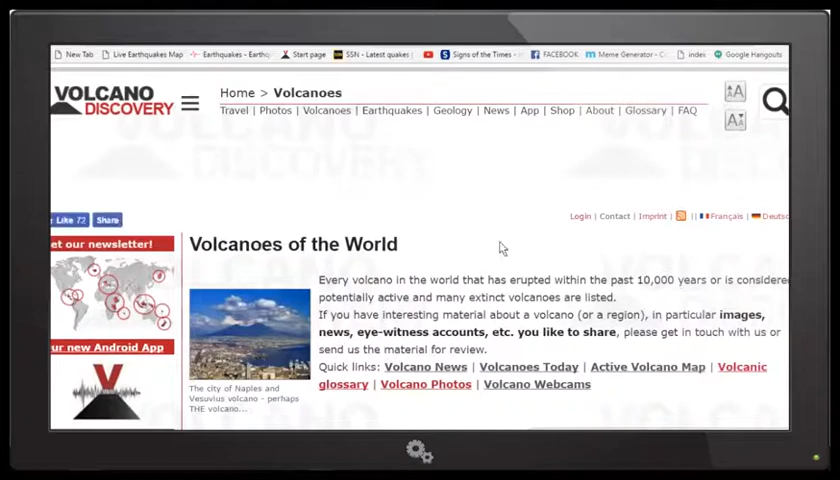 New Tab Live Earthquakes Map Earthquakes - Earthq Start page SSN - Latest quakes Signs of the Times - FACEBOOK Meme Generator - C index Google Hangouts
VOLCANO
DISCOVERY
Home > Volcanoes
Travel | Photos | Volcanoes | Earthquakes | Geology | News | App | Shop | About | Glossary | FAQ
A A
Like 72 Share
Login | Contact | Imprint | || Français | Deutsc
et our newsletter!
Volcanoes of the World
Every volcano in the world that has erupted within the past 10,000 years or is considere
potentially active and many extinct volcanoes are listed.
If you have interesting material about a volcano (or a region), in particular images,
news, eye-witness accounts, etc. you like to share, please get in touch with us or
send us the material for review.
Quick links: Volcano News | Volcanoes Today | Active Volcano Map | Volcanic
glossary | Volcano Photos | Volcano Webcams
ur new Android App
The city of Naples and
Vesuvius volcano - perhaps
THE volcano...